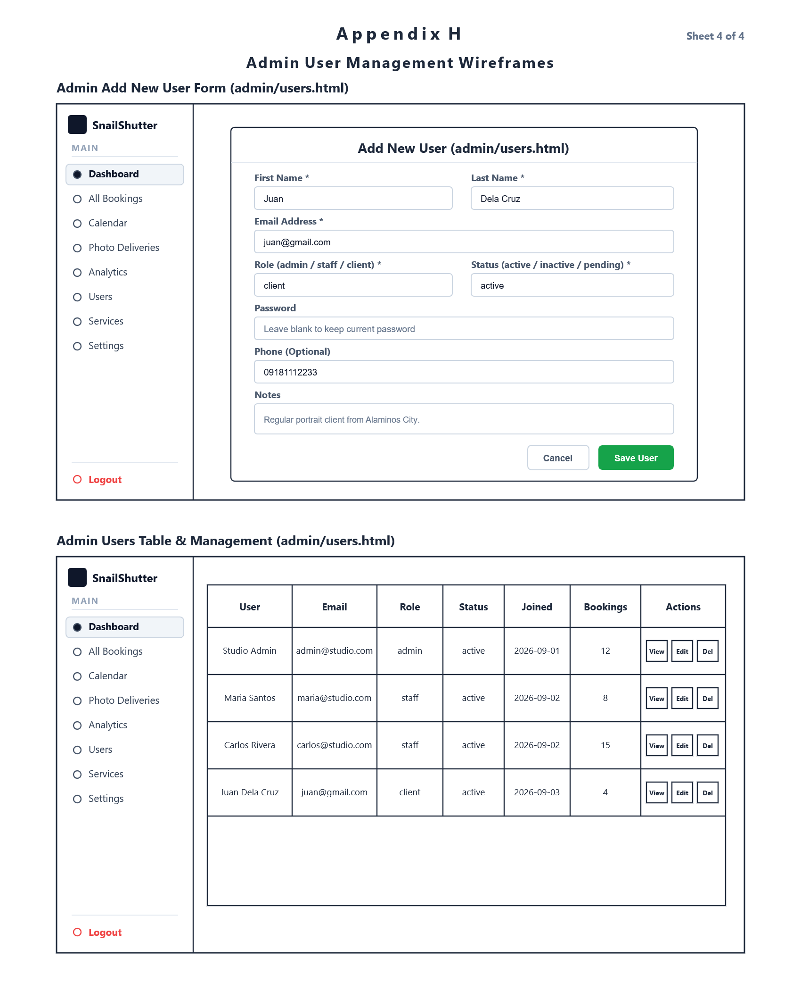 Appendix H
Sheet 4 of 4
Admin User Management Wireframes
Admin Add New User Form (admin/users.html)
SnailShutter
MAIN
Dashboard
All Bookings
Calendar
Photo Deliveries
Analytics
Users
Services
Settings
Logout
Add New User (admin/users.html)
First Name * Last Name *
Juan Dela Cruz
Email Address *
juan@gmail.com
Role (admin / staff / client) * Status (active / inactive / pending) *
client active
Password
Leave blank to keep current password
Phone (Optional)
09181112233
Notes
Regular portrait client from Alaminos City.
Cancel Save User
Admin Users Table & Management (admin/users.html)
SnailShutter
MAIN
Dashboard
All Bookings
Calendar
Photo Deliveries
Analytics
Users
Services
Settings
Logout
User Email Role Status Joined Bookings Actions
Studio Admin admin@studio.com admin active 2026-09-01 12 View Edit Del
Maria Santos maria@studio.com staff active 2026-09-02 8 View Edit Del
Carlos Rivera carlos@studio.com staff active 2026-09-02 15 View Edit Del
Juan Dela Cruz juan@gmail.com client active 2026-09-03 4 View Edit Del